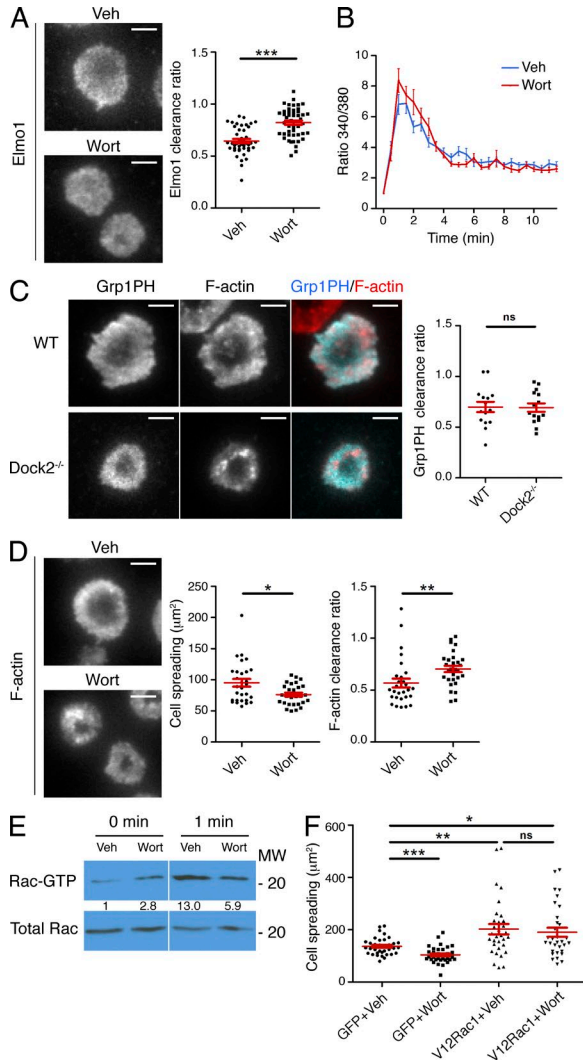 A
Veh
Wort
Elmo1
***
Elmo1 clearance ratio
1.5
1.0
0.5
0.0
Veh
Wort
B
Ratio 340/380
10
8
6
4
2
0
Veh
Wort
0 2 4 6 8 10
Time (min)
C
Grp1PH
F-actin
Grp1PH/F-actin
WT
Dock2-/-
ns
Grp1PH clearance ratio
1.5
1.0
0.5
0.0
WT
Dock2-/-
D
Veh
Wort
F-actin
*
Cell spreading (μm²)
250
200
150
100
50
0
Veh
Wort
**
F-actin clearance ratio
1.5
1.0
0.5
0.0
Veh
Wort
E
0 min
1 min
Veh
Wort
Veh
Wort
MW
Rac-GTP
- 20
1 2.8 13.0 5.9
Total Rac
- 20
F
*
**
ns
***
Cell spreading (μm²)
600
400
200
0
GFP+Veh
GFP+Wort
V12Rac1+Veh
V12Rac1+Wort